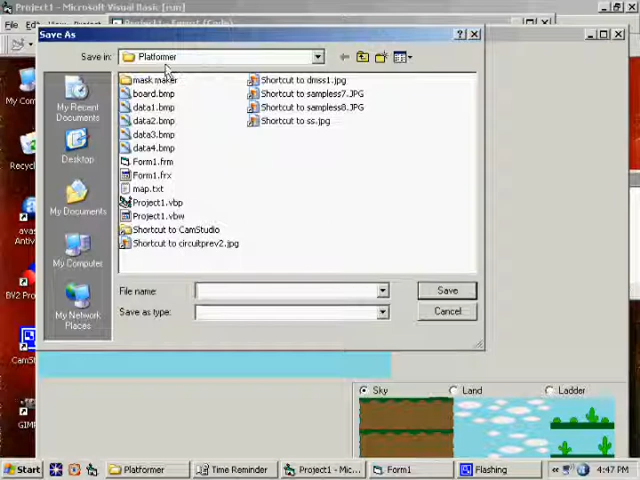 Project1 - Microsoft Visual Basic [run]
File
Save As
Save in:
Platformer
My Recent Documents
Desktop
My Documents
My Computer
My Network Places
mask maker
board.bmp
data1.bmp
data2.bmp
data3.bmp
data4.bmp
Form1.frm
Form1.frx
map.txt
Project1.vbp
Project1.vbw
Shortcut to CamStudio
Shortcut to circuitprev2.jpg
Shortcut to dmss1.jpg
Shortcut to sampless7.JPG
Shortcut to sampless8.JPG
Shortcut to ss.jpg
File name:
Save
Save as type:
Cancel
Sky
Land
Ladder
Start
Platformer
Time Reminder
Project1 - Mic...
Form1
Flashing
4:47 PM